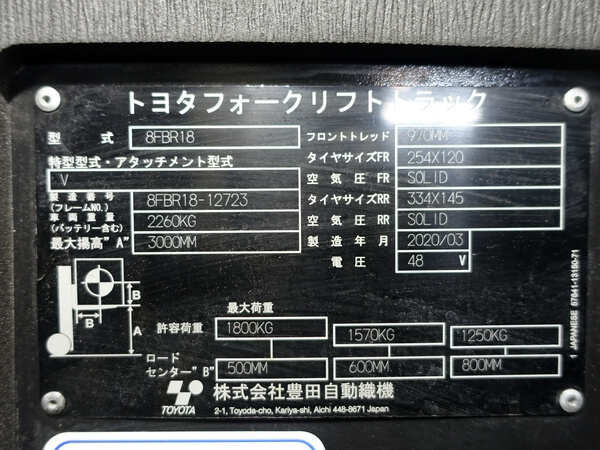 トヨタフォークリフトトラック
型式 8FBR18 フロントトレッド 970MM
特型型式・アタッチメント型式 タイヤサイズFR 254X120
V 空気圧FR SOLID
製造番号 (フレームNO.) 8FBR18-12723 タイヤサイズRR 334X145
車両重量 (バッテリー含む) 2260KG 空気圧RR SOLID
最大揚高"A" 3000MM 製造年月 2020/03
電圧 48 V
B
B
A
最大荷重
許容荷重 1800KG 1570KG 1250KG
ロードセンター"B" 500MM 600MM 800MM
TOYOTA 株式会社豊田自動織機
2-1, Toyoda-cho, Kariya-shi, Aichi 448-8671 Japan
1 JAPANESE 57841-13150-71